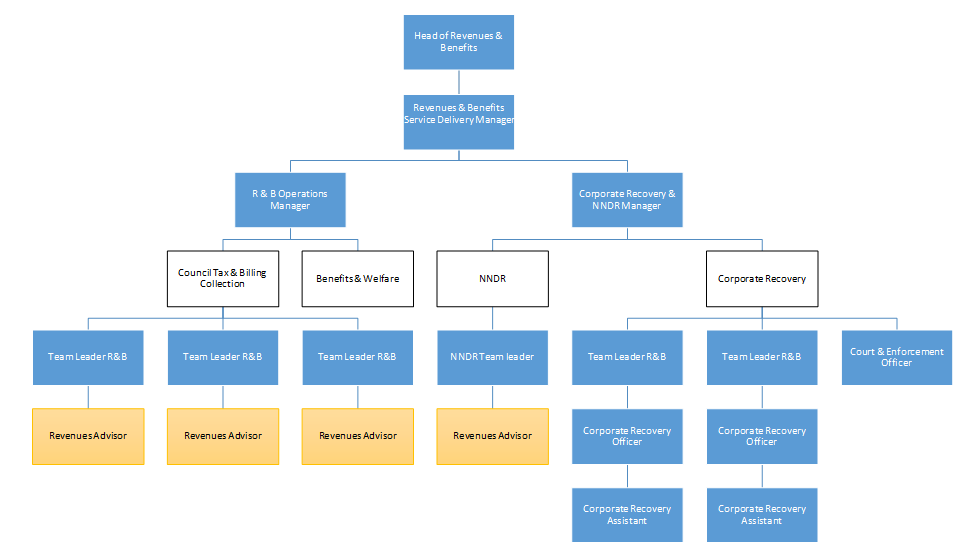 Head of Revenues &
Benefits
Revenues & Benefits
Service Delivery Manager
R & B Operations
Manager
Corporate Recovery &
NNDR Manager
Council Tax & Billing
Collection
Benefits & Welfare
NNDR
Corporate Recovery
Team Leader R&B
Team Leader R&B
Team Leader R&B
NNDR Team leader
Team Leader R&B
Team Leader R&B
Court & Enforcement
Officer
Revenues Advisor
Revenues Advisor
Revenues Advisor
Revenues Advisor
Corporate Recovery
Officer
Corporate Recovery
Officer
Corporate Recovery
Assistant
Corporate Recovery
Assistant